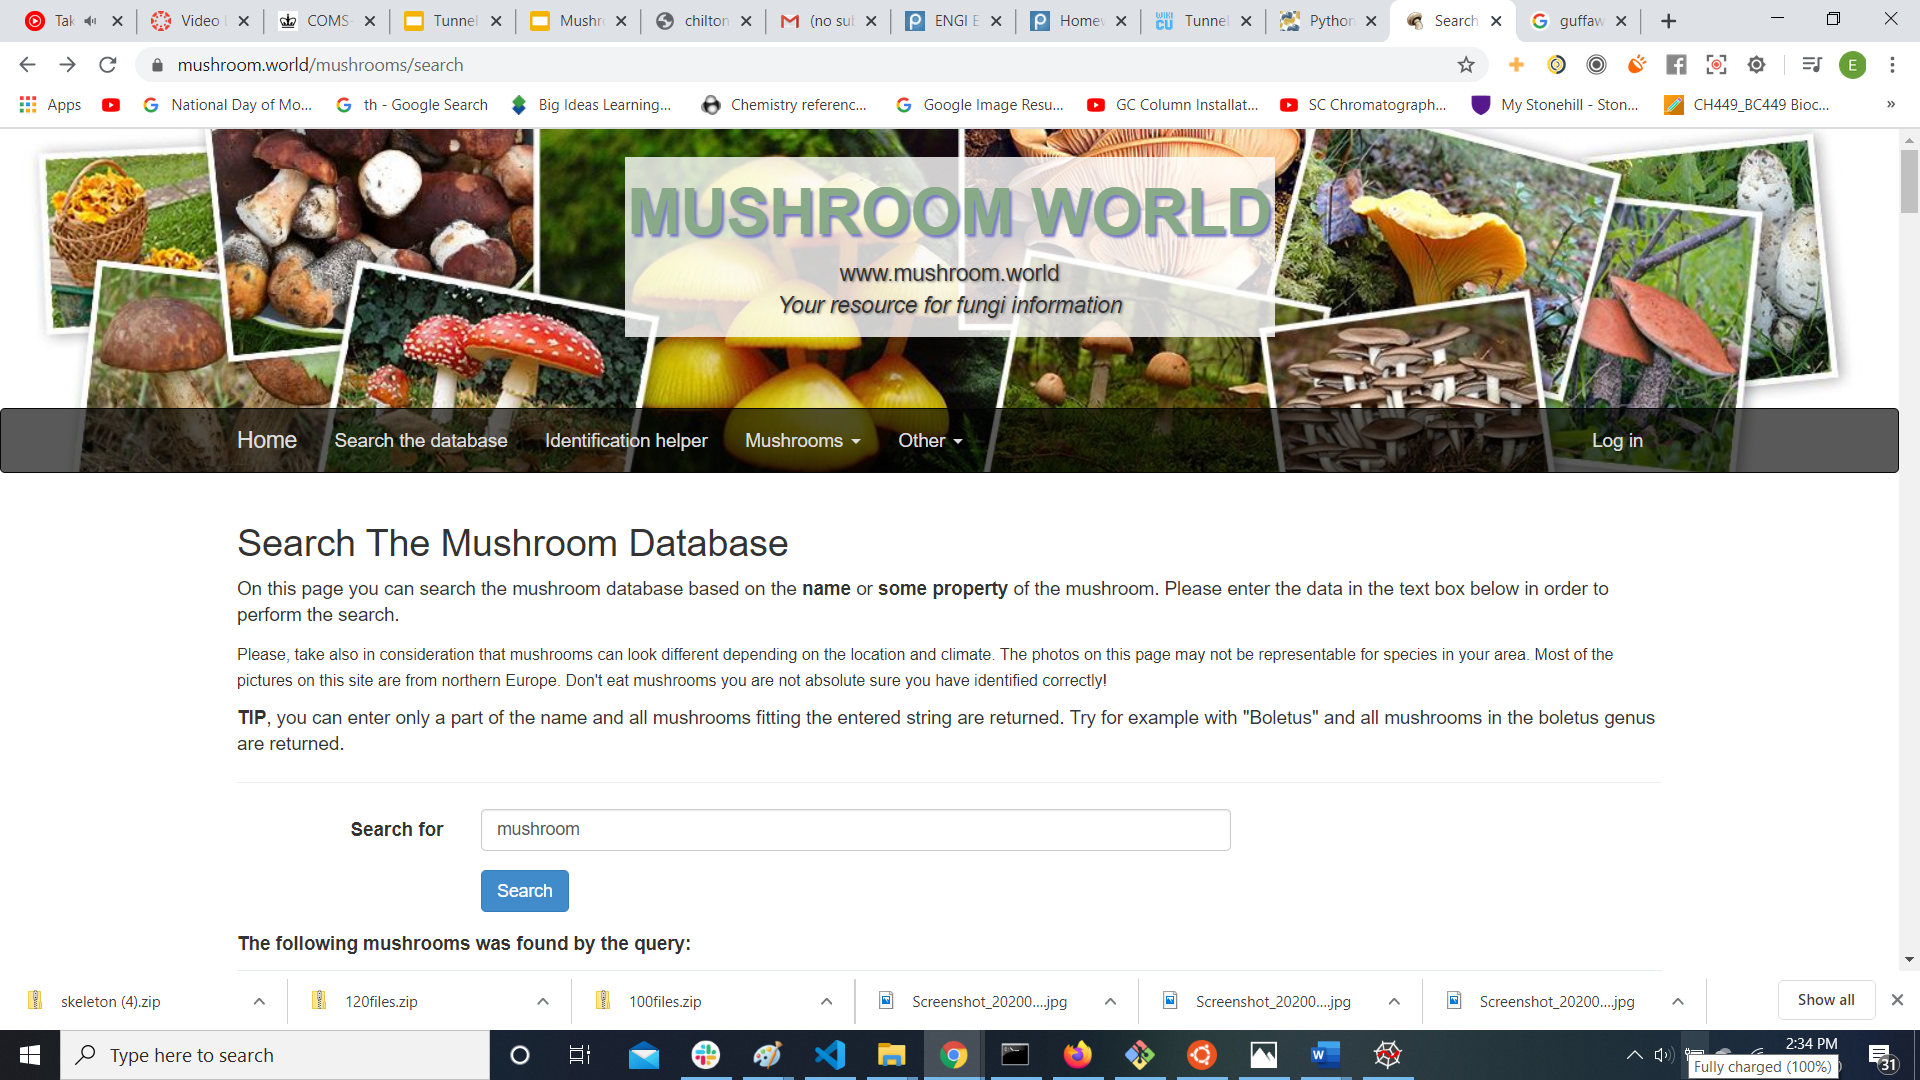 Tak
Video L
COMS-
Tunnel
Mushro
chilton
(no sub
ENGI E
Homew
Tunnel
Python
Search
guffaw
mushroom.world/mushrooms/search
E
Apps
National Day of Mo...
th - Google Search
Big Ideas Learning...
Chemistry referenc...
Google Image Resu...
GC Column Installat...
SC Chromatograph...
My Stonehill - Ston...
CH449_BC449 Bioc...
»
MUSHROOM WORLD
www.mushroom.world
Your resource for fungi information
Home
Search the database
Identification helper
Mushrooms
Other
Log in
Search The Mushroom Database
On this page you can search the mushroom database based on the name or some property of the mushroom. Please enter the data in the text box below in order to
perform the search.
Please, take also in consideration that mushrooms can look different depending on the location and climate. The photos on this page may not be representable for species in your area. Most of the
pictures on this site are from northern Europe. Don't eat mushrooms you are not absolute sure you have identified correctly!
TIP, you can enter only a part of the name and all mushrooms fitting the entered string are returned. Try for example with "Boletus" and all mushrooms in the boletus genus
are returned.
Search for
mushroom
Search
The following mushrooms was found by the query:
skeleton (4).zip
120files.zip
100files.zip
Screenshot_20200....jpg
Screenshot_20200....jpg
Screenshot_20200....jpg
Show all
Type here to search
2:34 PM
Fully charged (100%)
31